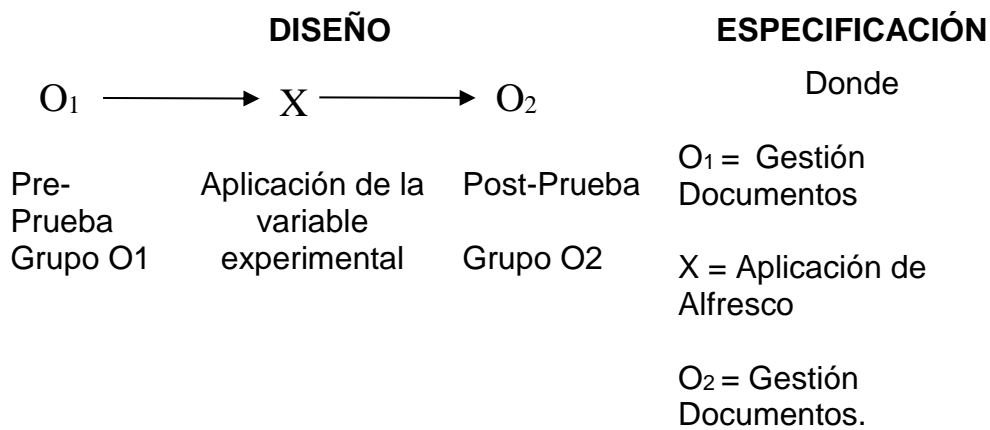 DISEÑO
O1 X O2
Pre-
Prueba
Grupo O1
Aplicación de la
variable
experimental
Post-Prueba
Grupo O2
ESPECIFICACIÓN
Donde
O1 = Gestión
Documentos
X = Aplicación de
Alfresco
O2 = Gestión
Documentos.